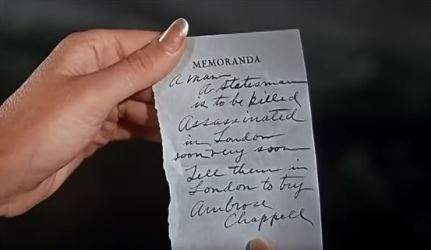 MEMORANDA
A man
A statesman
is to be killed
Assassinated
in London
soon very soon
Tell them in
London to try
Ambrose
Chappell